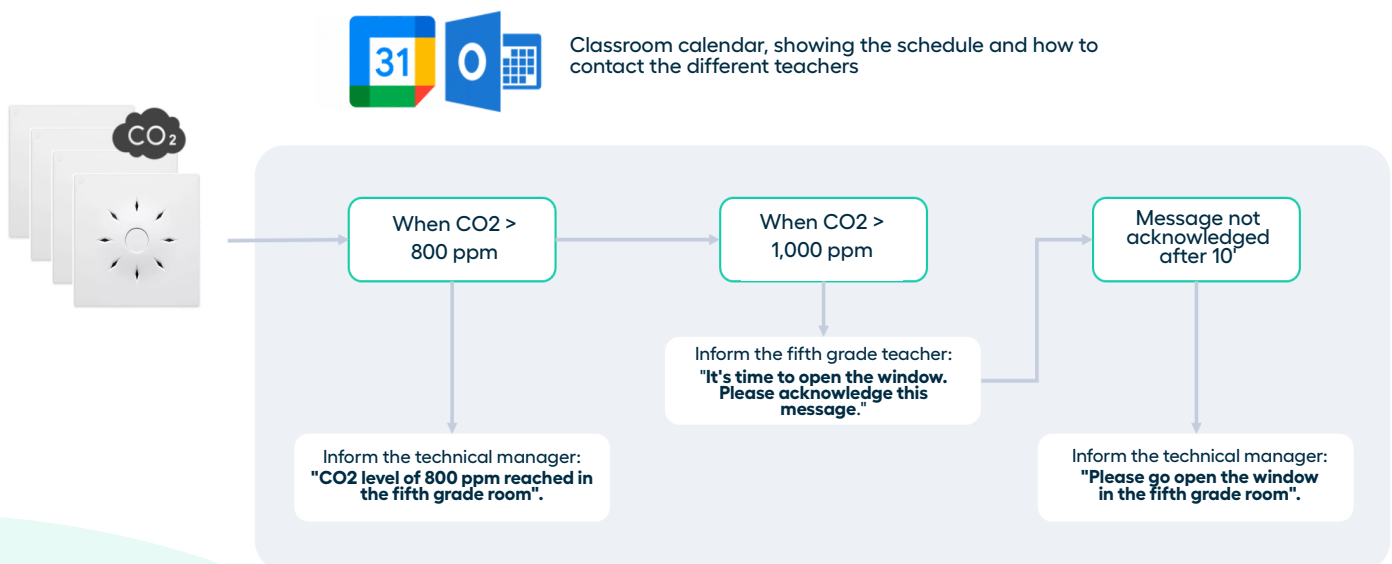 31
O
Classroom calendar, showing the schedule and how to
contact the different teachers
CO2
When CO2 >
800 ppm
When CO2 >
1,000 ppm
Message not
acknowledged
after 10'
Inform the fifth grade teacher:
"It's time to open the window.
Please acknowledge this
message."
Inform the technical manager:
"CO2 level of 800 ppm reached in
the fifth grade room".
Inform the technical manager:
"Please go open the window
in the fifth grade room".